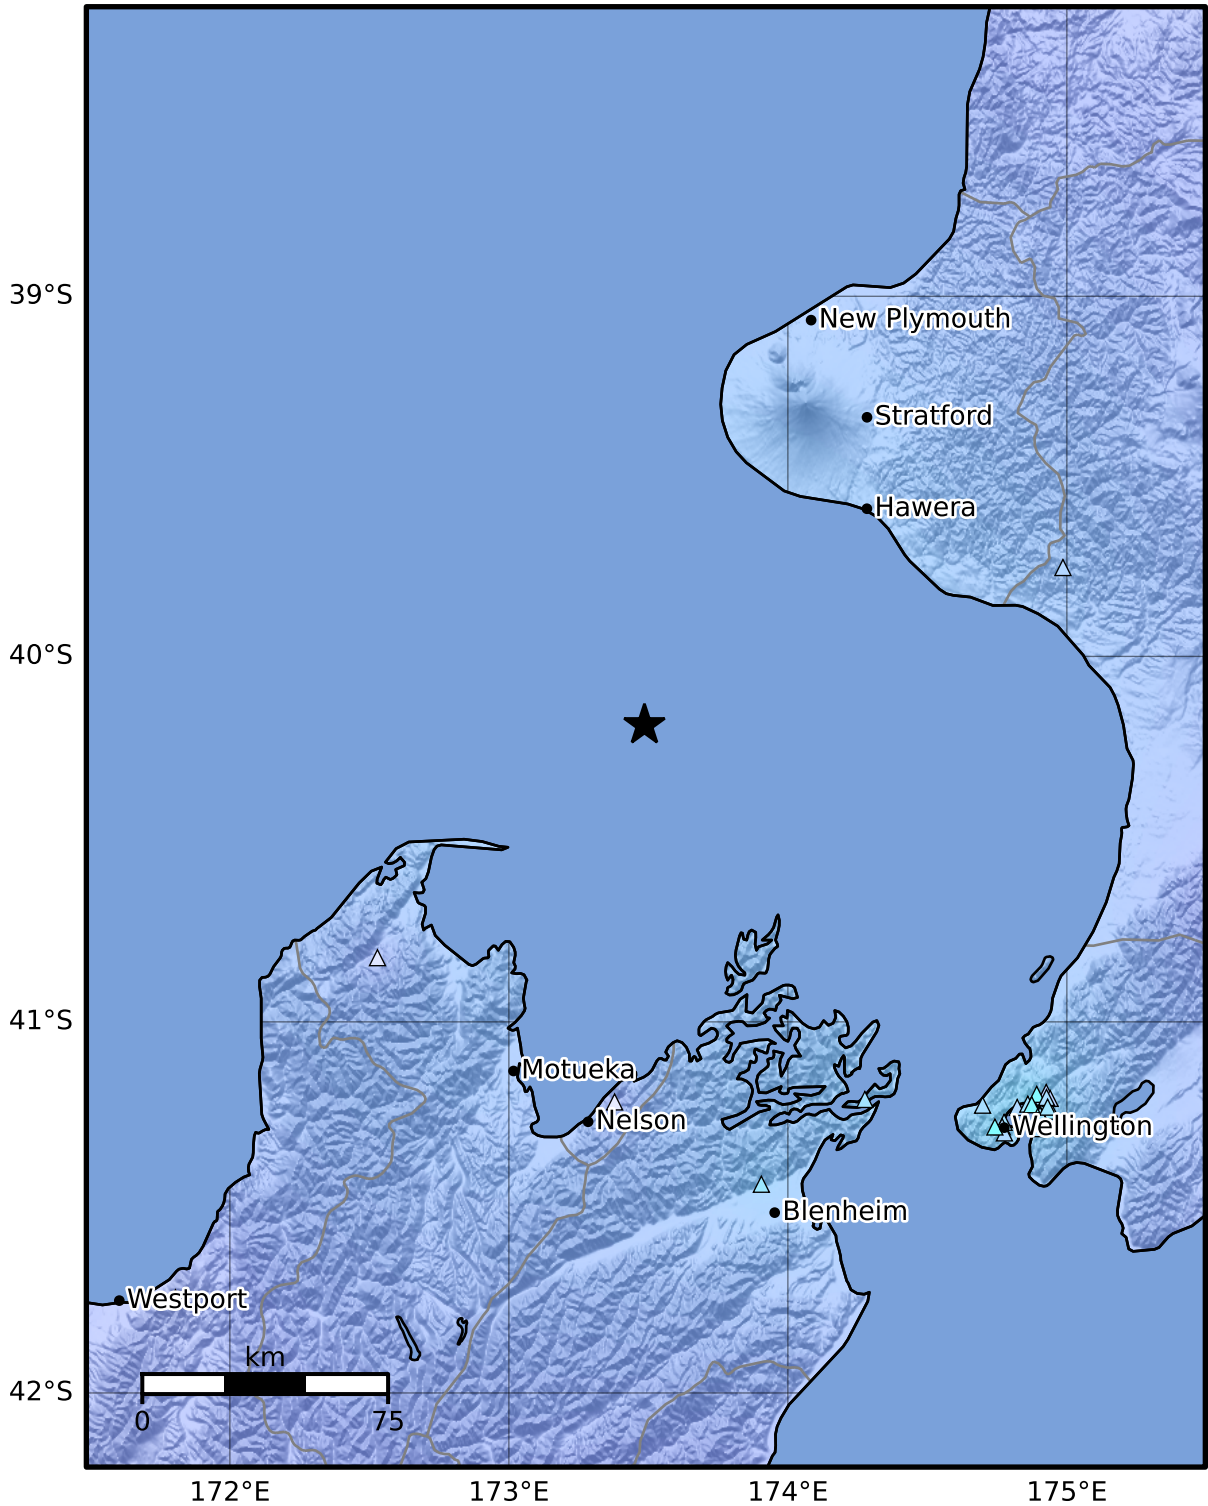 39°S
New Plymouth
Stratford
Hawera
40°S
41°S
Motueka
Nelson
Wellington
Blenheim
Westport
km
42°S
0
75
172°E
173°E
174°E
175°E